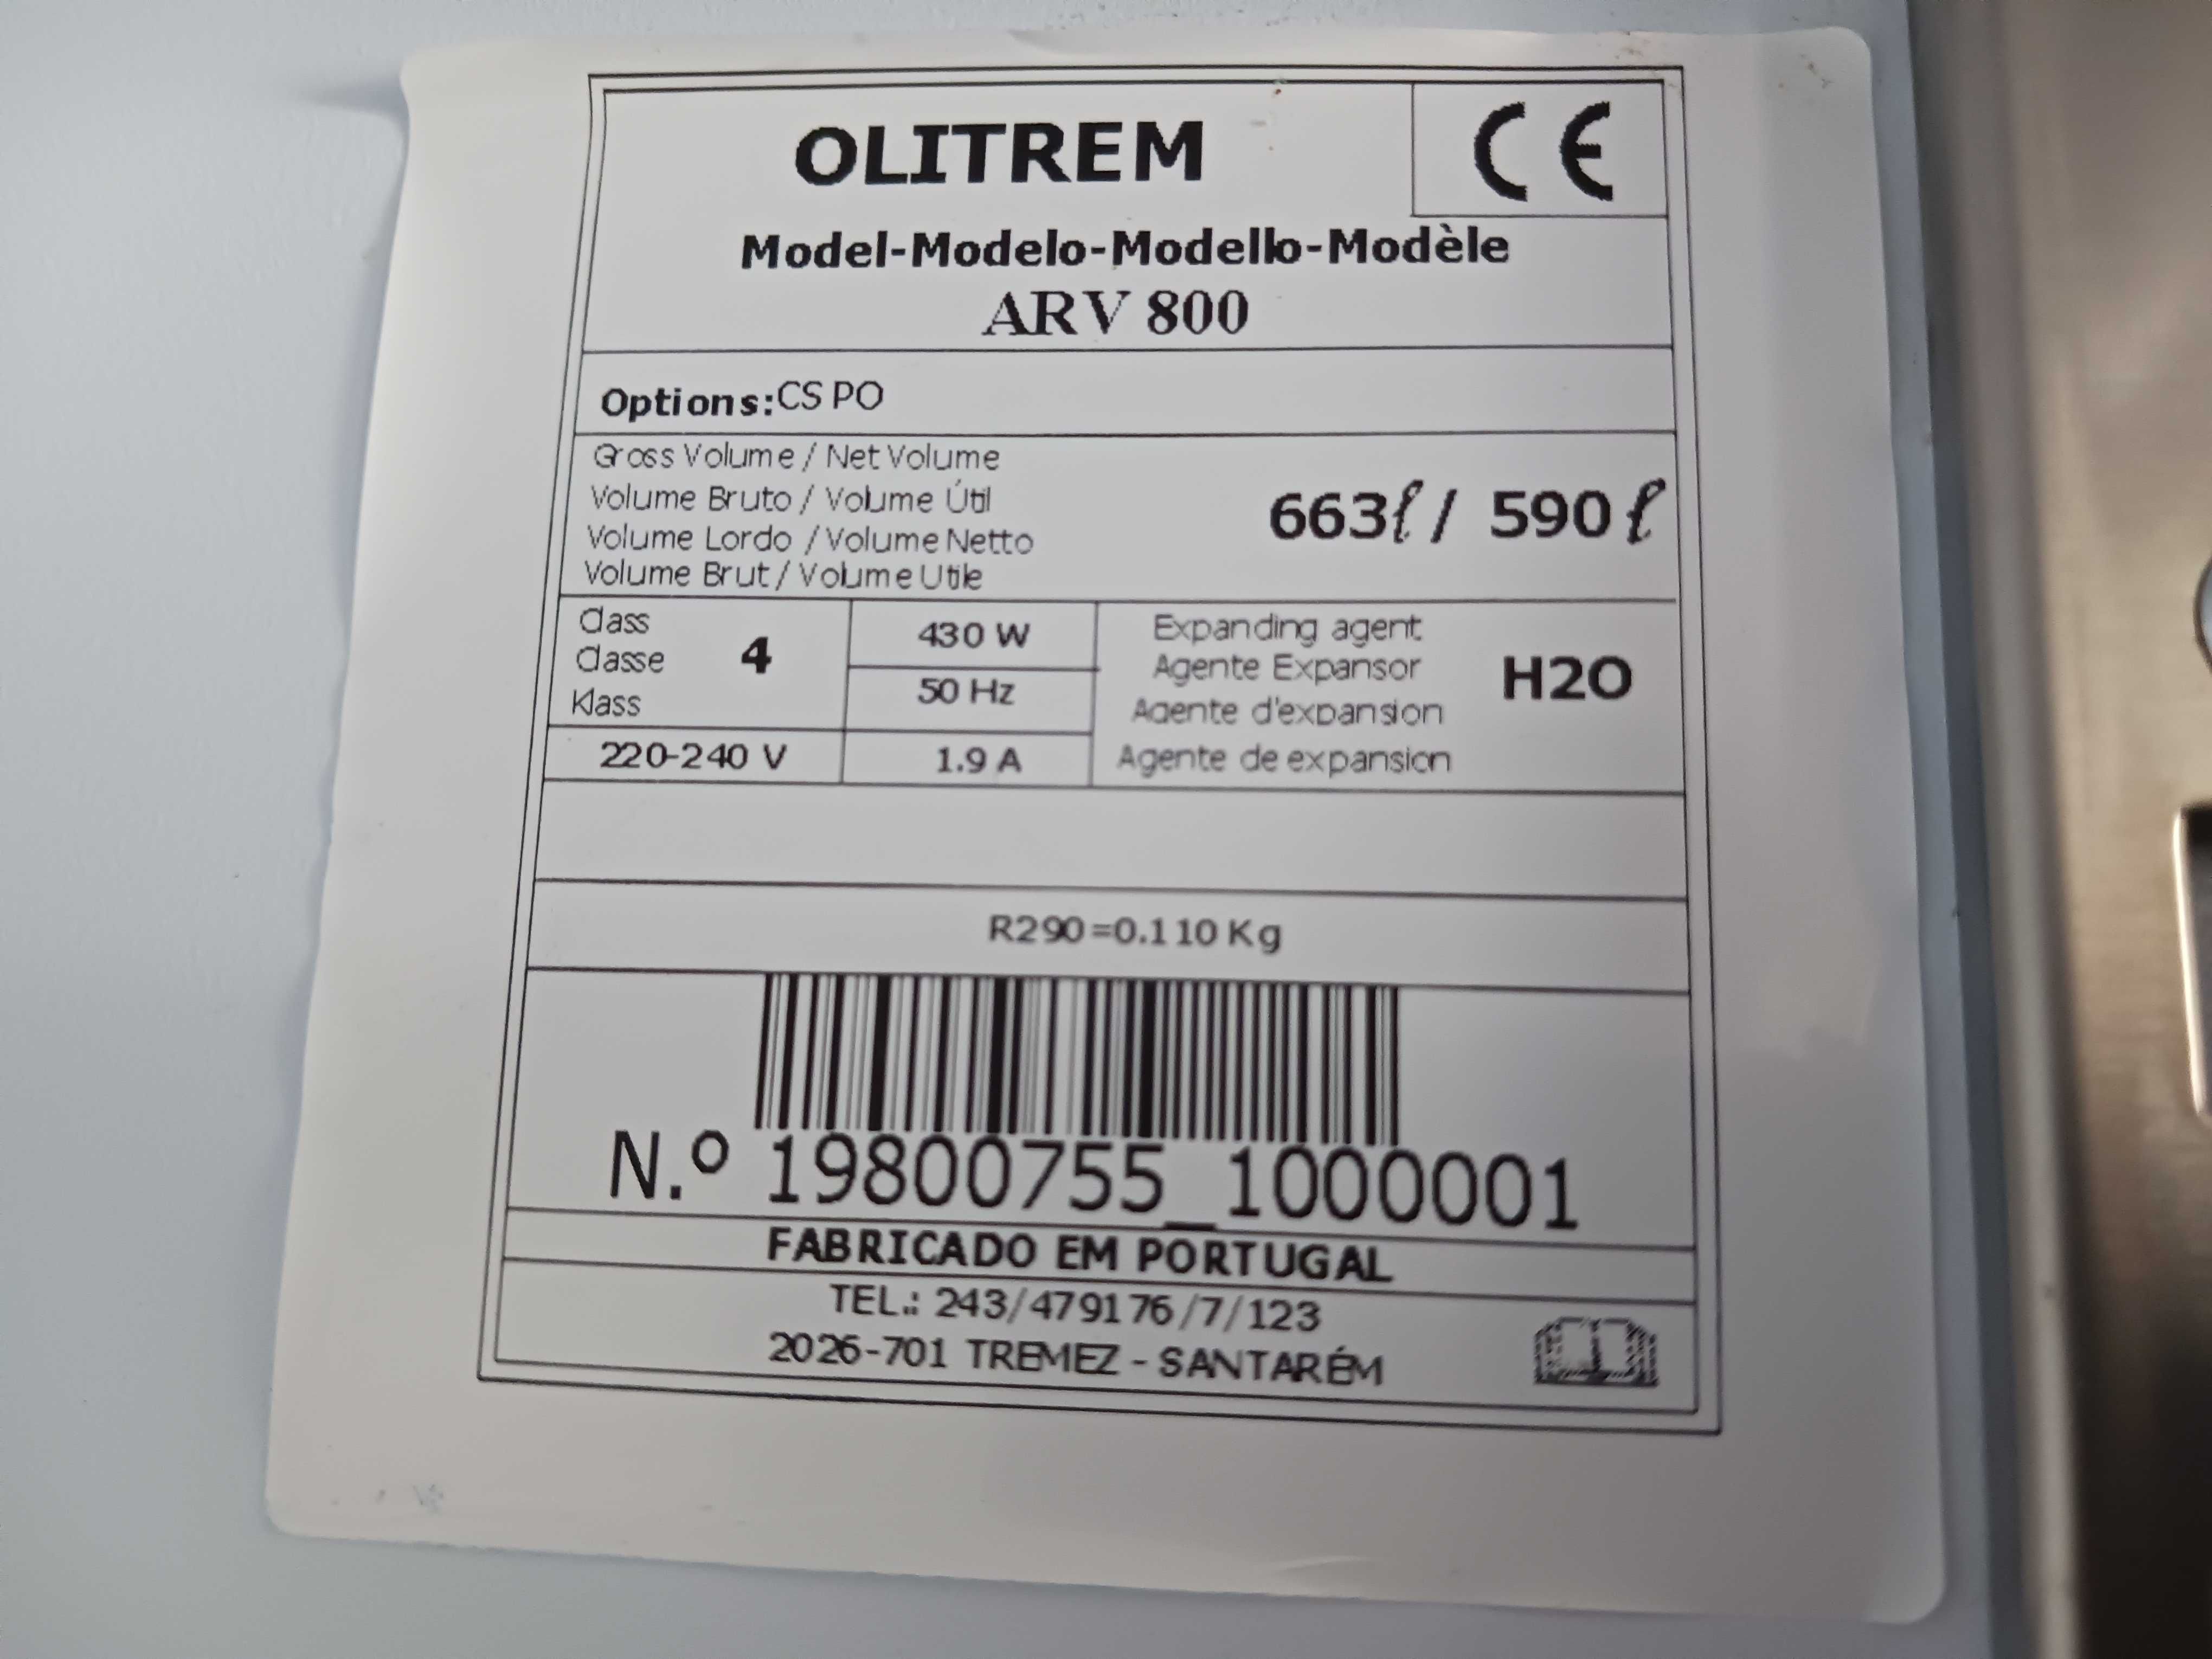 OLITREM
CE
Model-Modelo-Modello-Modèle
ARV 800
Options:CS PO
Gross Volume / Net Volume
Volume Bruto / Volume Útil
Volume Lordo / Volume Netto
Volume Brut / Volume Utile
663ℓ / 590 ℓ
Class
Classe
Klass
4
430 W
50 Hz
220-240 V
1.9 A
Expanding agent
Agente Expansor
Agente d'expansion
Agente de expansion
H2O
R290=0.110 Kg
N.º 19800755_1000001
FABRICADO EM PORTUGAL
TEL.: 243/479176/7/123
2026-701 TREMEZ - SANTARÉM